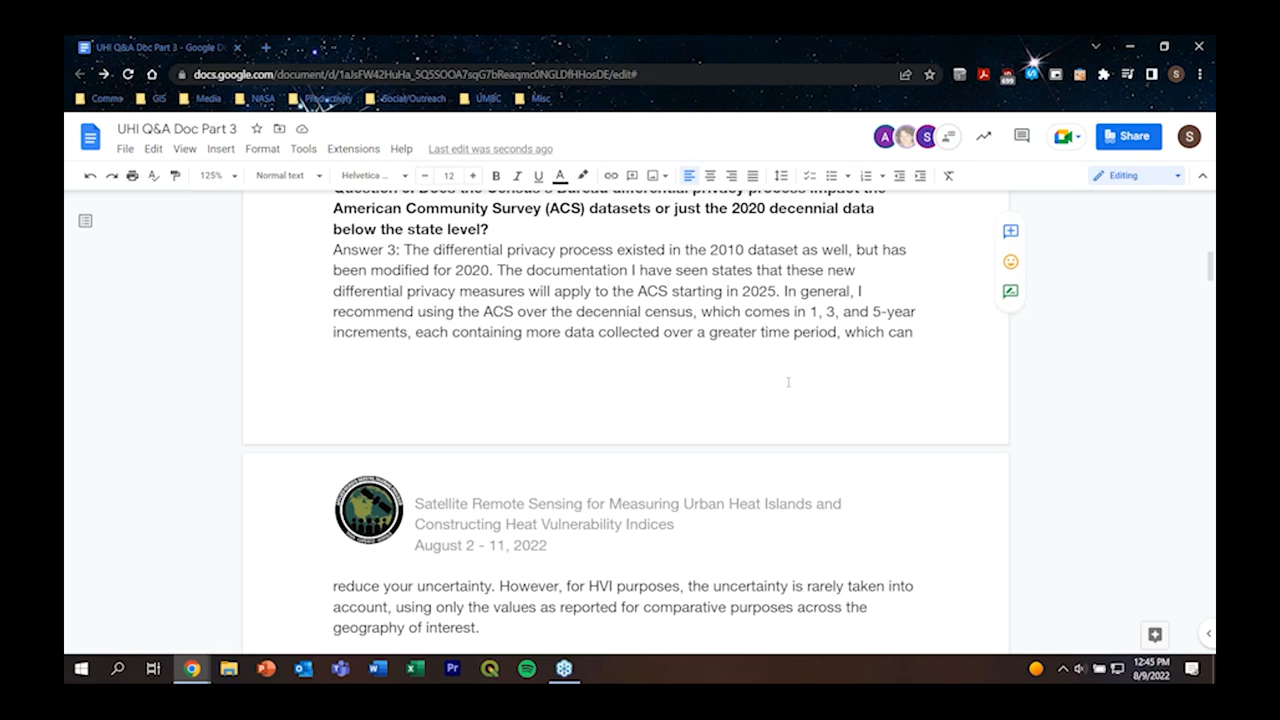 UHI Q&A Doc Part 3 - Google D
docs.google.com/document/d/1aJsFW42HuHa_5Q5SOOA7sqG7bReaqmc0NGLDfHHosDE/edit#
Comms GIS Media NASA Productivity Social/Outreach UMBC Misc
UHI Q&A Doc Part 3
File Edit View Insert Format Tools Extensions Help Last edit was seconds ago
A S Share S
125% Normal text Helvetica ... 12 B I U A Editing
American Community Survey (ACS) datasets or just the 2020 decennial data
below the state level?
Answer 3: The differential privacy process existed in the 2010 dataset as well, but has
been modified for 2020. The documentation I have seen states that these new
differential privacy measures will apply to the ACS starting in 2025. In general, I
recommend using the ACS over the decennial census, which comes in 1, 3, and 5-year
increments, each containing more data collected over a greater time period, which can
Satellite Remote Sensing for Measuring Urban Heat Islands and
Constructing Heat Vulnerability Indices
August 2 - 11, 2022
reduce your uncertainty. However, for HVI purposes, the uncertainty is rarely taken into
account, using only the values as reported for comparative purposes across the
geography of interest.
12:45 PM
8/9/2022